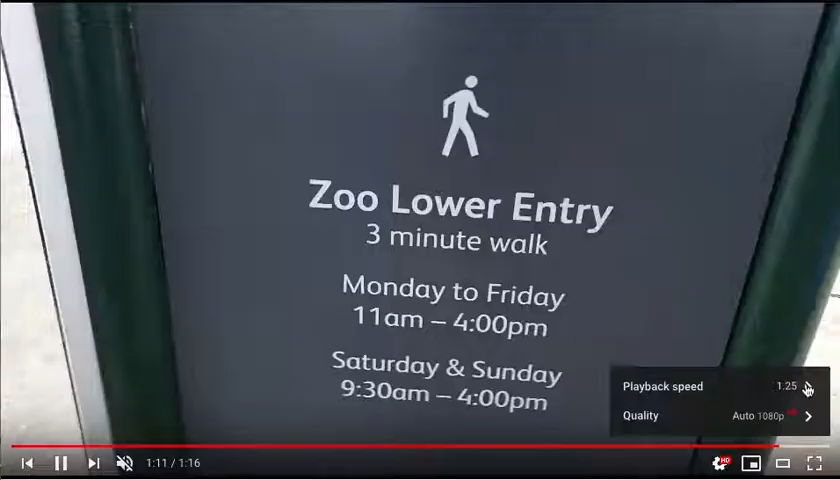 Zoo Lower Entry
3 minute walk
Monday to Friday
11am – 4:00pm
Saturday & Sunday
9:30am – 4:00pm
Playback speed 1.25
Quality Auto 1080p
1:11 / 1:16
HD